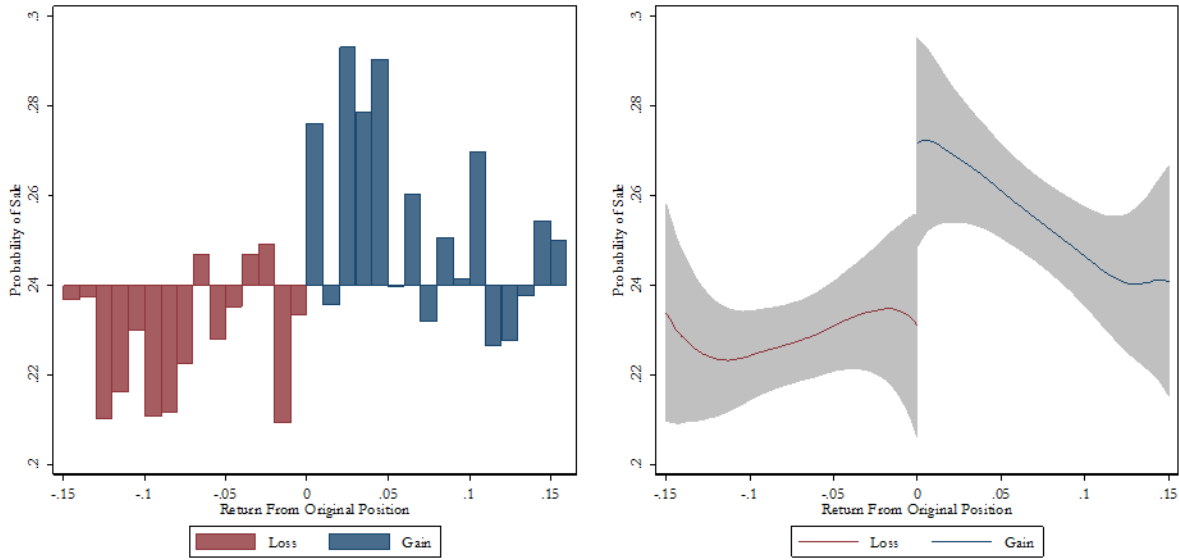 .3
.28
.26
.24
.22
.2
Probability of Sale
-.15 -.1 -.05 0 .05 .1 .15
Return From Original Position
Loss Gain
.3
.28
.26
.24
.22
.2
Probability of Sale
-.15 -.1 -.05 0 .05 .1 .15
Return From Original Position
Loss Gain